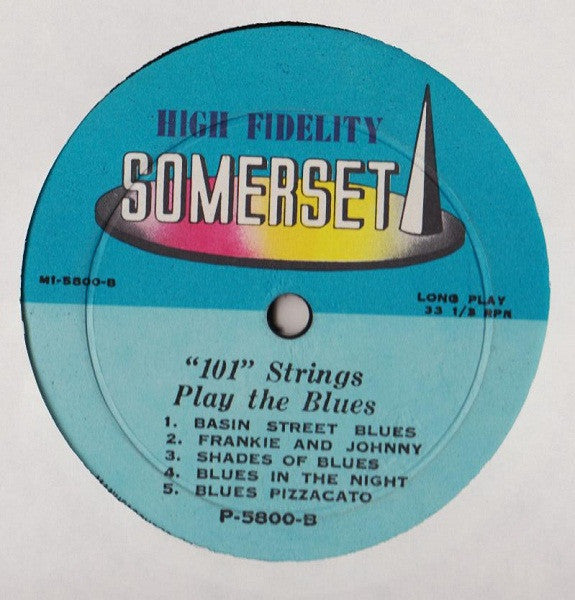 HIGH FIDELITY
SOMERSET
MI-5800-B
LONG PLAY
33 1/3 RPM
"101" Strings
Play the Blues
1. BASIN STREET BLUES
2. FRANKIE AND JOHNNY
3. SHADES OF BLUES
4. BLUES IN THE NIGHT
5. BLUES PIZZACATO
P-5800-B